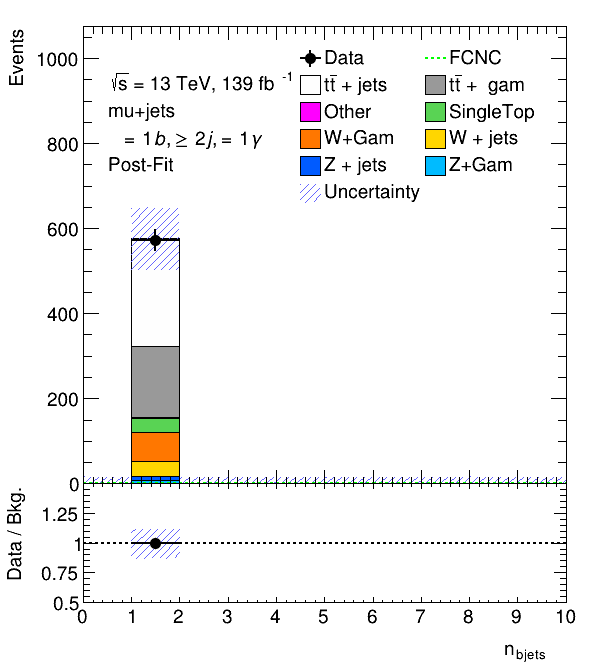 Events
1000
800
600
400
200
0
√s = 13 TeV, 139 fb⁻¹
mu+jets
= 1b, ≥ 2j, = 1γ
Post-Fit
Data
FCNC
tt̄ + jets
tt̄ + gam
Other
SingleTop
W+Gam
W + jets
Z + jets
Z+Gam
Uncertainty
Data / Bkg.
1.25
1
0.75
0.5
0 1 2 3 4 5 6 7 8 9 10
n_bjets